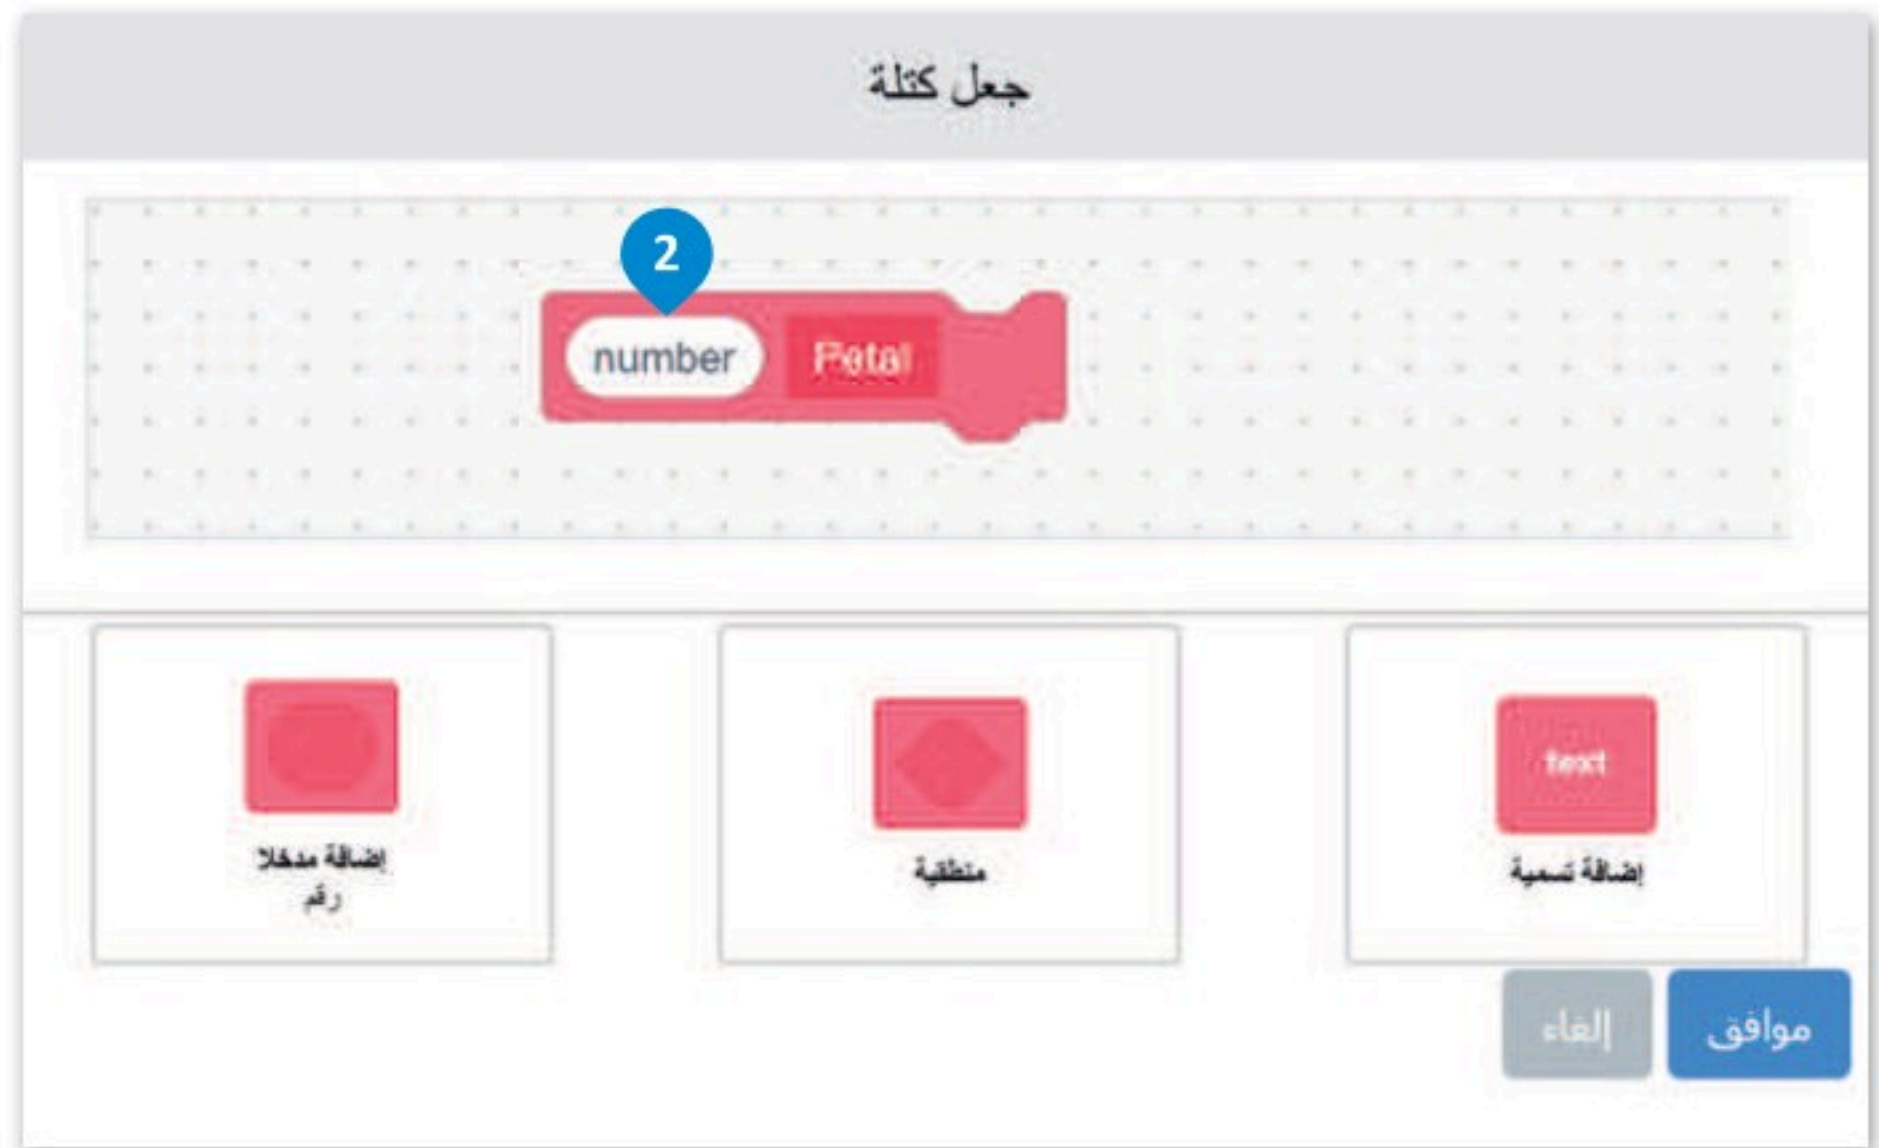 جعل كتلة
2
Petal number
text
إضافة تسمية
منطقية
إضافة مدخلا
رقم
موافق
إلغاء